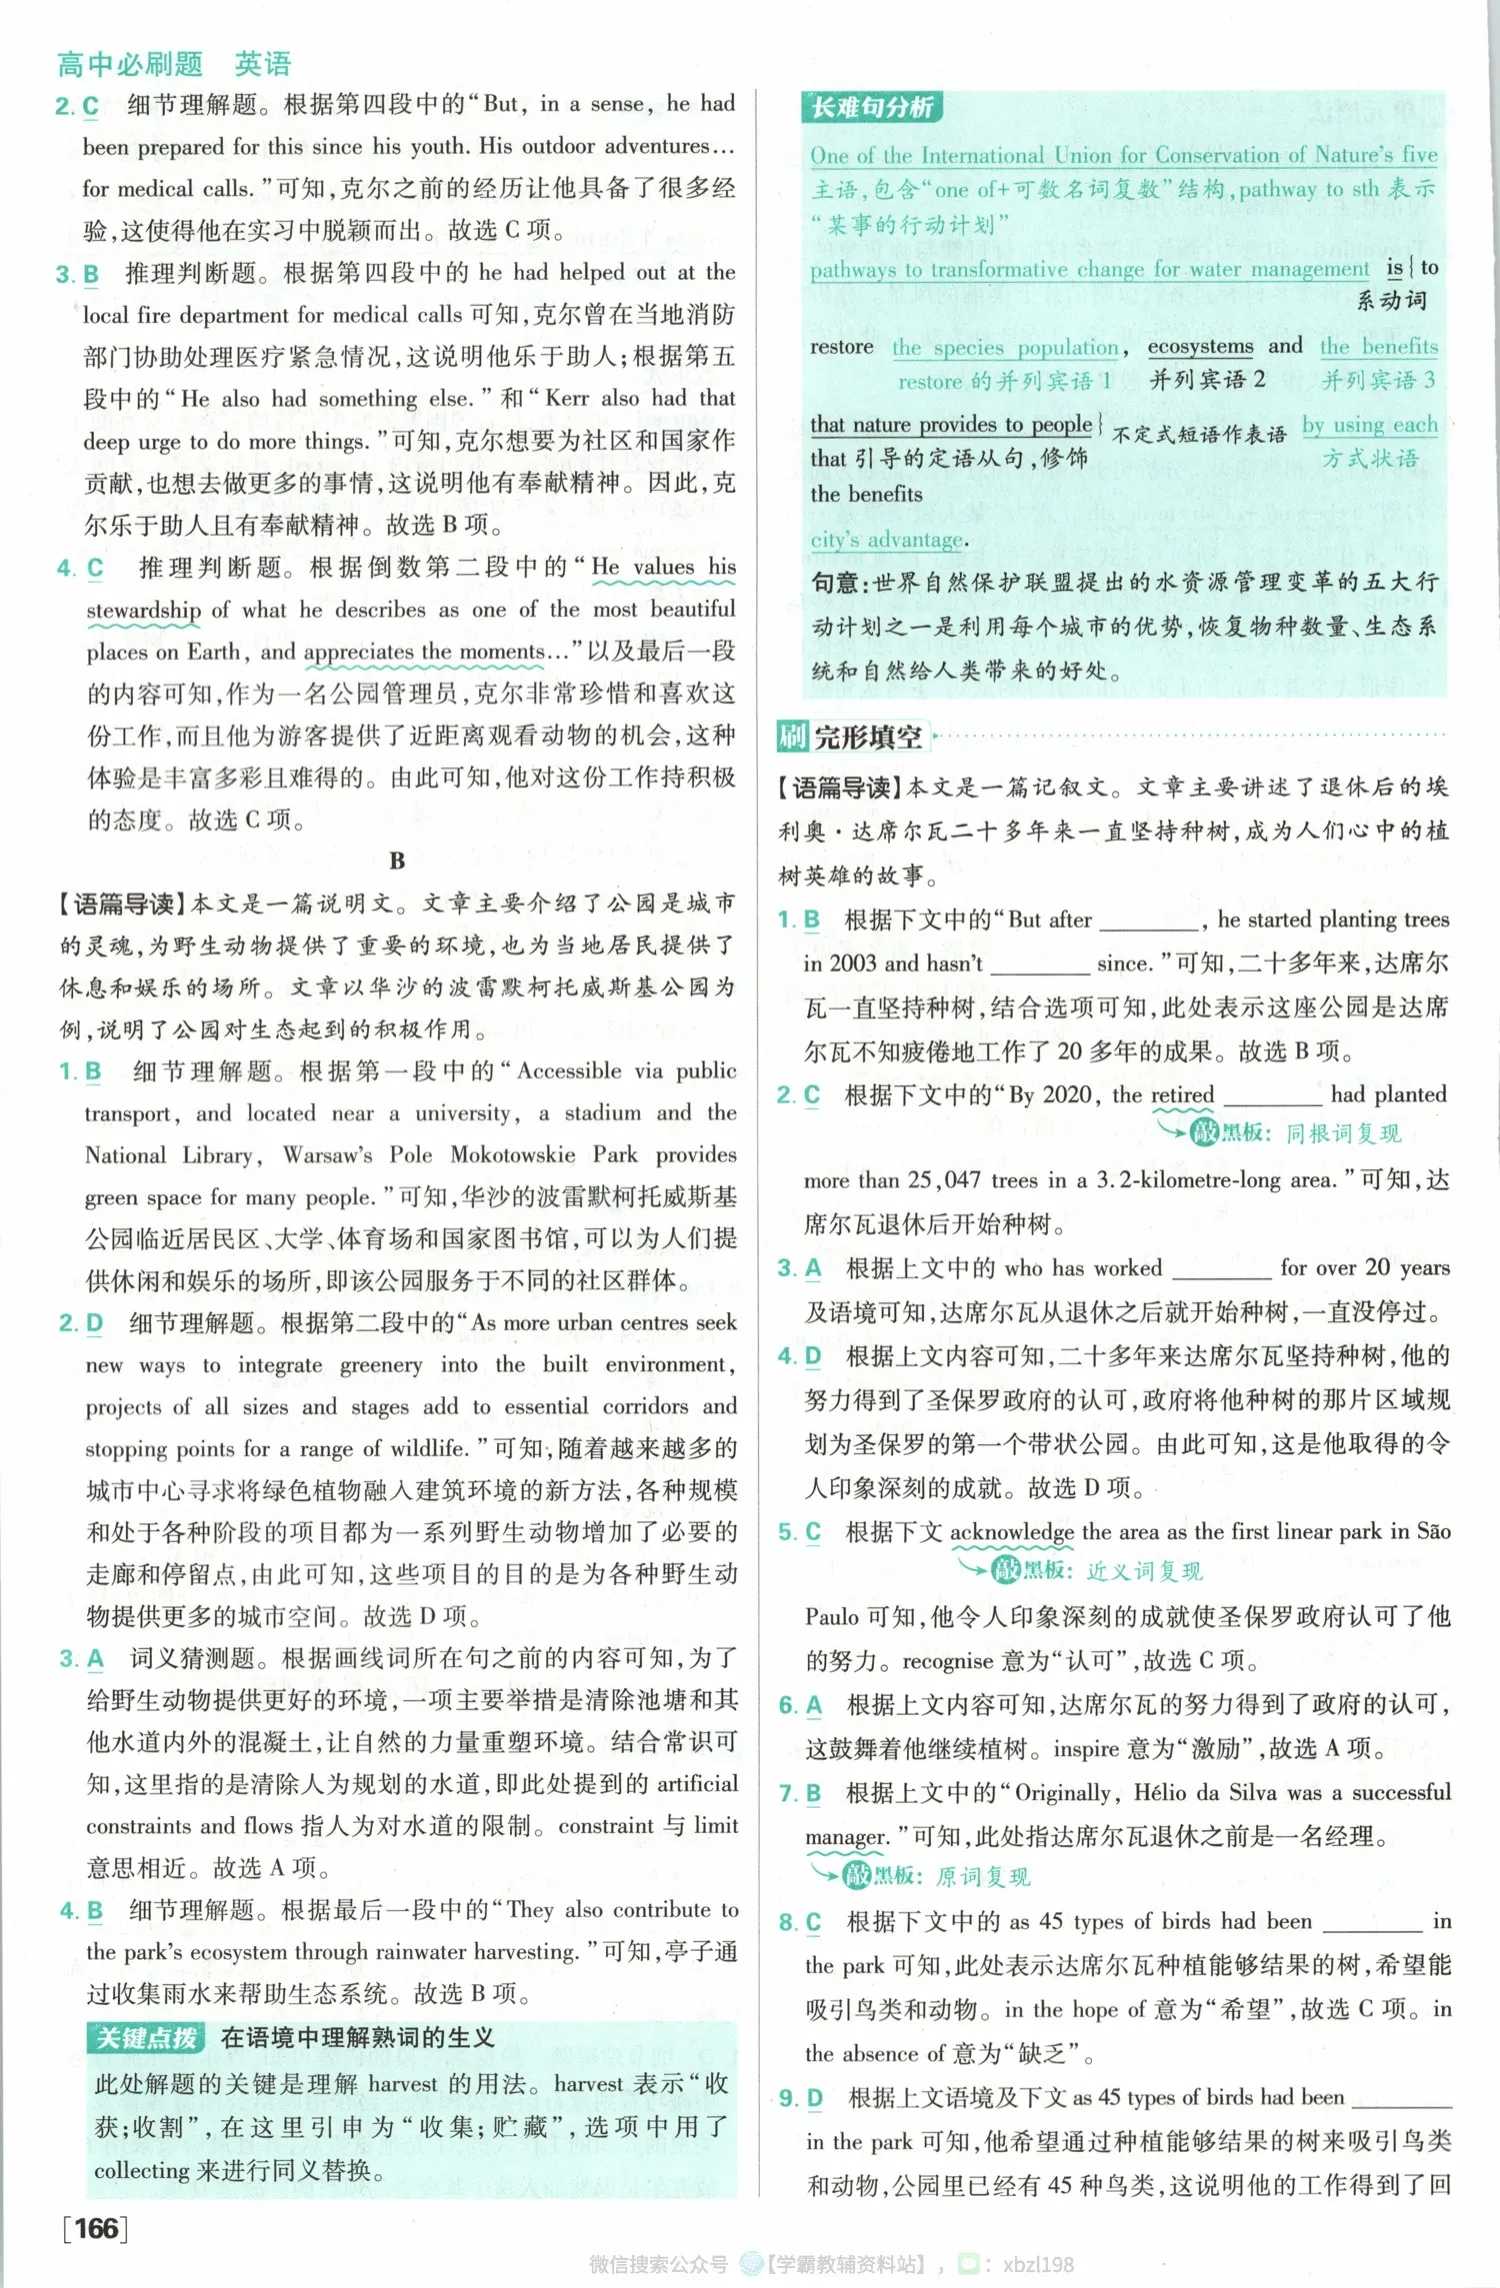 高中必刷题 英语
2. C 细节理解题。根据第四段中的“But, in a sense, he had
been prepared for this since his youth. His outdoor adventures…
for medical calls.”可知,克尔之前的经历让他具备了很多经
验,这使得他在实习中脱颖而出。故选C项。
3. B 推理判断题。根据第四段中的 he had helped out at the
local fire department for medical calls 可知,克尔曾在当地消防
部门协助处理医疗紧急情况,这说明他乐于助人;根据第五
段中的“He also had something else.”和“Kerr also had that
deep urge to do more things.”可知,克尔想要为社区和国家作
贡献,也想去做更多的事情,这说明他有奉献精神。因此,克
尔乐于助人且有奉献精神。故选B项。
4. C 推理判断题。根据倒数第二段中的“He values his
stewardship of what he describes as one of the most beautiful
places on Earth, and appreciates the moments…”以及最后一段
的内容可知,作为一名公园管理员,克尔非常珍惜和喜欢这
份工作,而且他为游客提供了近距离观看动物的机会,这种
体验是丰富多彩且难得的。由此可知,他对这份工作持积极
的态度。故选C项。
B
【语篇导读】本文是一篇说明文。文章主要介绍了公园是城市
的灵魂,为野生动物提供了重要的环境,也为当地居民提供了
休息和娱乐的场所。文章以华沙的波雷默柯托威斯基公园为
例,说明了公园对生态起到的积极作用。
1. B 细节理解题。根据第一段中的“Accessible via public
transport, and located near a university, a stadium and the
National Library, Warsaw's Pole Mokotowskie Park provides
green space for many people.”可知,华沙的波雷默柯托威斯基
公园临近居民区、大学、体育场和国家图书馆,可以为人们提
供休闲和娱乐的场所,即该公园服务于不同的社区群体。
2. D 细节理解题。根据第二段中的“As more urban centres seek
new ways to integrate greenery into the built environment,
projects of all sizes and stages add to essential corridors and
stopping points for a range of wildlife.”可知,随着越来越多的
城市中心寻求将绿色植物融入建筑环境的新方法,各种规模
和处于各种阶段的项目都为一系列野生动物增加了必要的
走廊和停留点,由此可知,这些项目的目的是为各种野生动
物提供更多的城市空间。故选D项。
3. A 词义猜测题。根据画线词所在句之前的内容可知,为了
给野生动物提供更好的环境,一项主要举措是清除池塘和其
他水道内外的混凝土,让自然的力量重塑环境。结合常识可
知,这里指的是清除人为规划的水道,即此处提到的 artificial
constraints and flows 指人为对水道的限制。constraint 与 limit
意思相近。故选A项。
4. B 细节理解题。根据最后一段中的“They also contribute to
the park's ecosystem through rainwater harvesting.”可知,亭子通
过收集雨水来帮助生态系统。故选B项。
关键点拨 在语境中理解熟词的生义
此处解题的关键是理解 harvest 的用法。harvest 表示“收
获;收割”,在这里引申为“收集;贮藏”,选项中用了
collecting 来进行同义替换。
[166]
长难句分析
One of the International Union for Conservation of Nature's five
主语,包含“one of+可数名词复数”结构,pathway to sth 表示
“某事的行动计划”
pathways to transformative change for water management is{to
系动词
restore the species population, ecosystems and the benefits
restore 的并列宾语1 并列宾语2 并列宾语3
that nature provides to people} 不定式短语作表语 by using each
that 引导的定语从句,修饰 方式状语
the benefits
city's advantage.
句意:世界自然保护联盟提出的水资源管理变革的五大行
动计划之一是利用每个城市的优势,恢复物种数量、生态系
统和自然给人类带来的好处。
刷 完形填空
【语篇导读】本文是一篇记叙文。文章主要讲述了退休后的埃
利奥·达席尔瓦二十多年来一直坚持种树,成为人们心中的植
树英雄的故事。
1. B 根据下文中的“But after ________, he started planting trees
in 2003 and hasn't ________ since.”可知,二十多年来,达席尔
瓦一直坚持种树,结合选项可知,此处表示这座公园是达席
尔瓦不知疲倦地工作了20多年的成果。故选B项。
2. C 根据下文中的“By 2020, the retired ________ had planted
敲黑板:同根词复现
more than 25,047 trees in a 3.2-kilometre-long area.”可知,达
席尔瓦退休后开始种树。
3. A 根据上文中的 who has worked ________ for over 20 years
及语境可知,达席尔瓦从退休之后就开始种树,一直没停过。
4. D 根据上文内容可知,二十多年来达席尔瓦坚持种树,他的
努力得到了圣保罗政府的认可,政府将他种树的那片区域规
划为圣保罗的第一个带状公园。由此可知,这是他取得的令
人印象深刻的成就。故选D项。
5. C 根据下文 acknowledge the area as the first linear park in São
敲黑板:近义词复现
Paulo 可知,他令人印象深刻的成就使圣保罗政府认可了他
的努力。recognise 意为“认可”,故选C项。
6. A 根据上文内容可知,达席尔瓦的努力得到了政府的认可,
这鼓舞着他继续植树。inspire 意为“激励”,故选A项。
7. B 根据上文中的“Originally, Hélio da Silva was a successful
manager.”可知,此处指达席尔瓦退休之前是一名经理。
敲黑板:原词复现
8. C 根据下文中的 as 45 types of birds had been ________ in
the park 可知,此处表示达席尔瓦种植能够结果的树,希望能
吸引鸟类和动物。in the hope of 意为“希望”,故选C项。in
the absence of 意为“缺乏”。
9. D 根据上文语境及下文 as 45 types of birds had been ________
in the park 可知,他希望通过种植能够结果的树来吸引鸟类
和动物,公园里已经有45种鸟类,这说明他的工作得到了回
微信搜索公众号【学霸教辅资料站】,:xbzl198